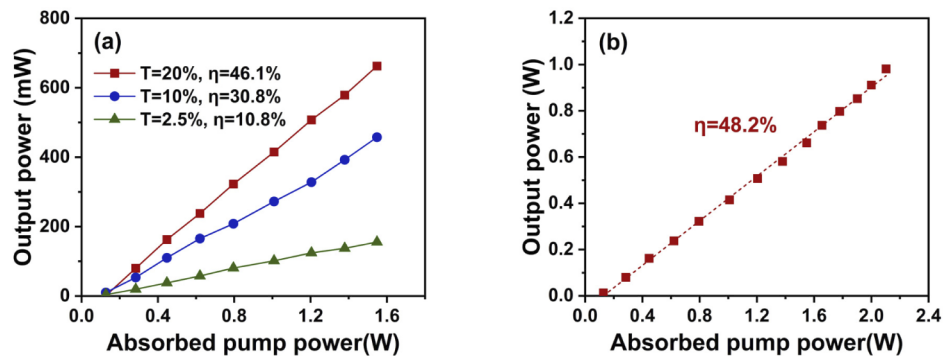 (a)
T=20%, η=46.1%
T=10%, η=30.8%
T=2.5%, η=10.8%
Output power (mW)
800
600
400
200
0
0.0 0.4 0.8 1.2 1.6
Absorbed pump power(W)
(b)
η=48.2%
Output power (W)
1.2
1.0
0.8
0.6
0.4
0.2
0.0
0.0 0.4 0.8 1.2 1.6 2.0 2.4
Absorbed pump power(W)